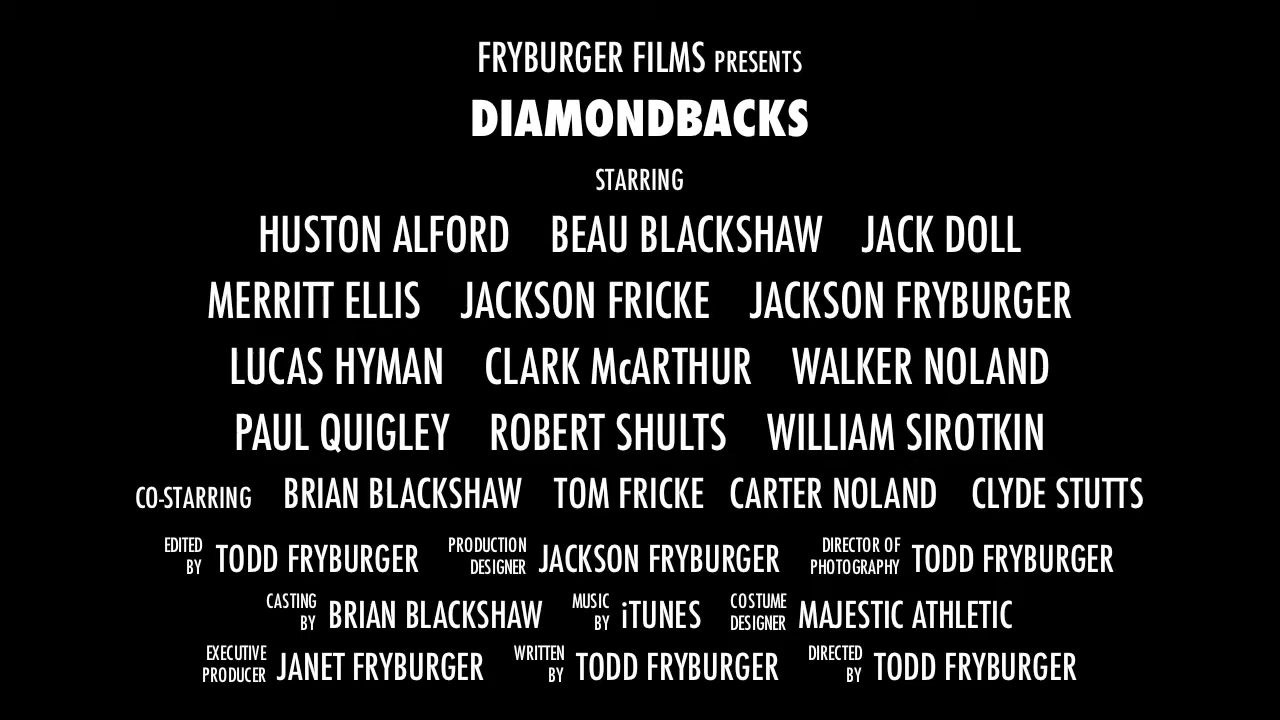 FRYBURGER FILMS PRESENTS
DIAMONDBACKS
STARRING
HUSTON ALFORD BEAU BLACKSHAW JACK DOLL
MERRITT ELLIS JACKSON FRICKE JACKSON FRYBURGER
LUCAS HYMAN CLARK McARTHUR WALKER NOLAND
PAUL QUIGLEY ROBERT SHULTS WILLIAM SIROTKIN
CO-STARRING BRIAN BLACKSHAW TOM FRICKE CARTER NOLAND CLYDE STUTTS
EDITED BY TODD FRYBURGER PRODUCTION DESIGNER JACKSON FRYBURGER DIRECTOR OF PHOTOGRAPHY TODD FRYBURGER
CASTING BY BRIAN BLACKSHAW MUSIC BY iTUNES COSTUME DESIGNER MAJESTIC ATHLETIC
EXECUTIVE PRODUCER JANET FRYBURGER WRITTEN BY TODD FRYBURGER DIRECTED BY TODD FRYBURGER